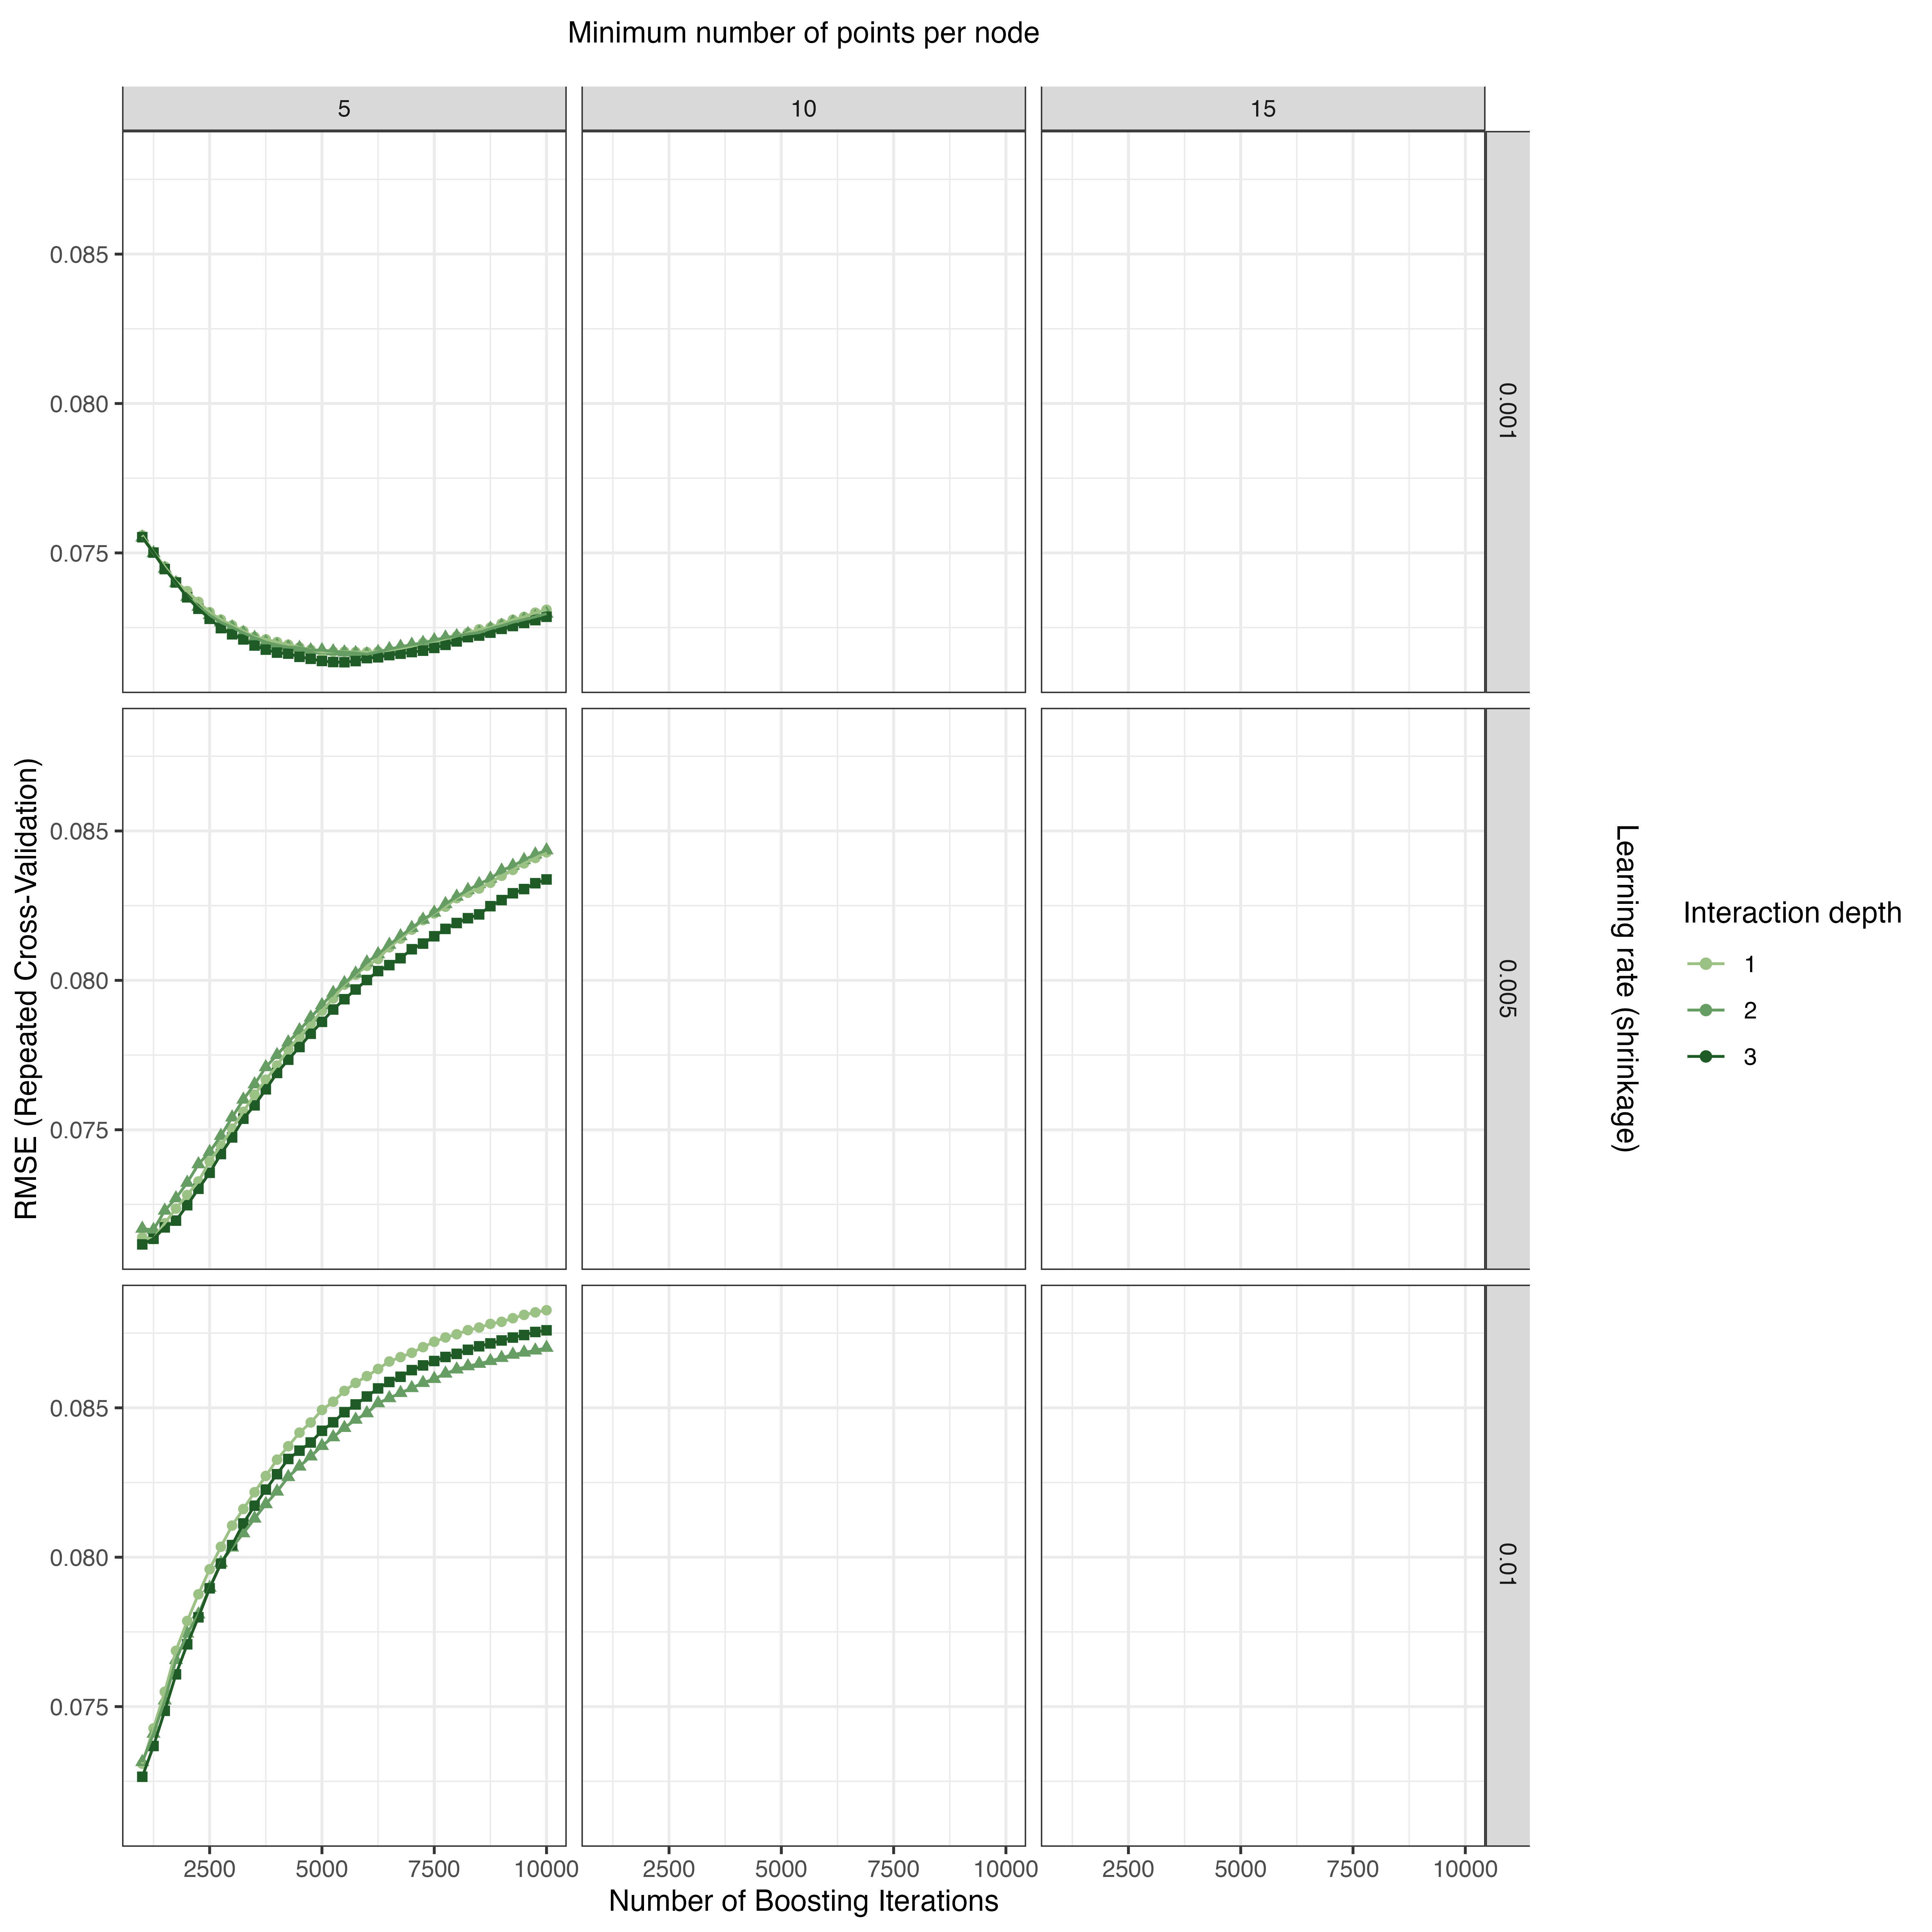 Minimum number of points per node
5
10
15
0.085
0.080
0.075
0.001
0.085
0.080
0.075
0.005
0.085
0.080
0.075
0.01
RMSE (Repeated Cross-Validation)
Learning rate (shrinkage)
2500 5000 7500 10000
2500 5000 7500 10000
2500 5000 7500 10000
Number of Boosting Iterations
Interaction depth
1
2
3